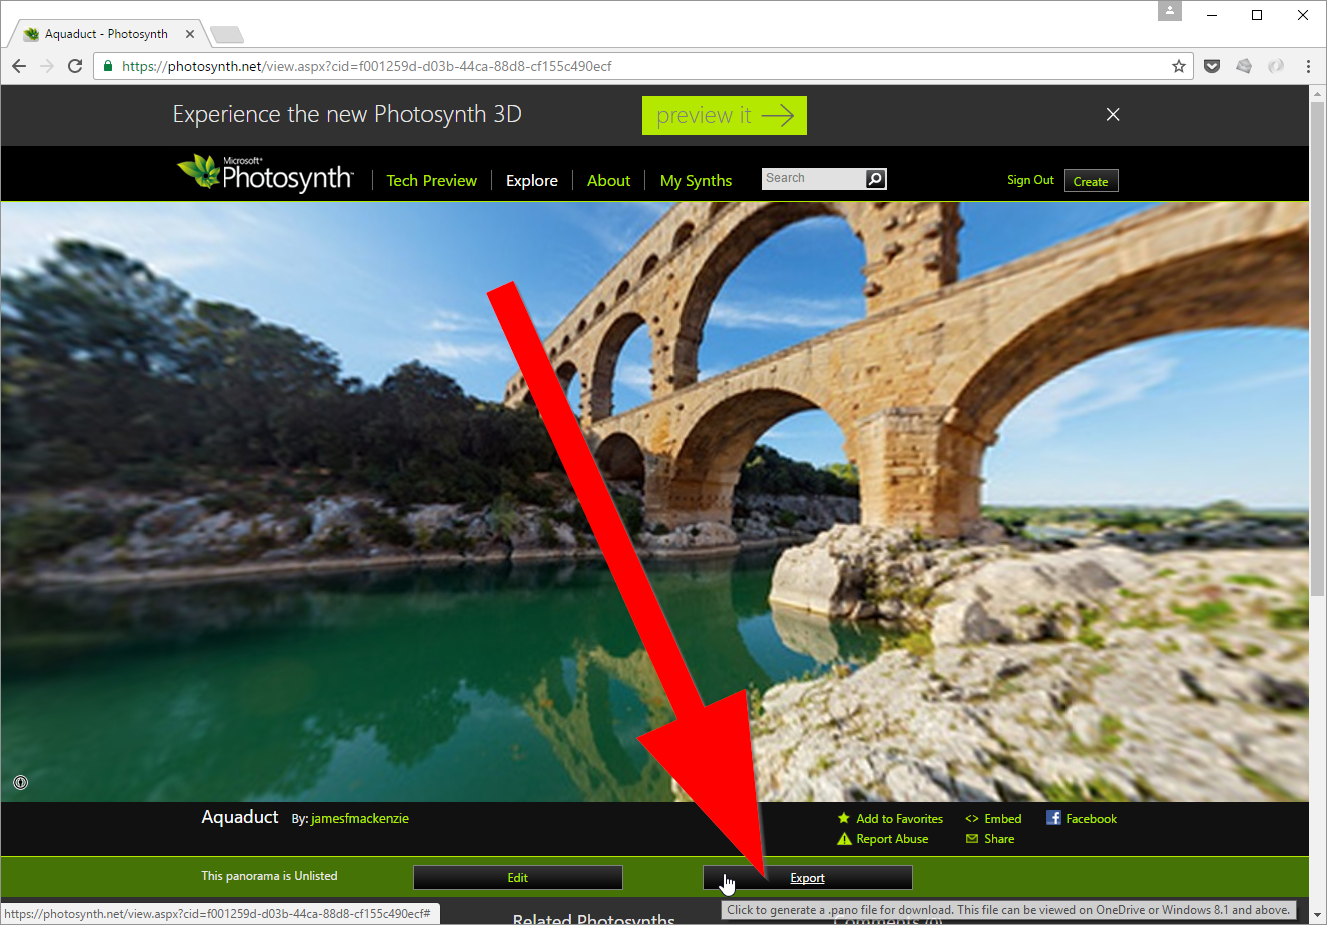 Aquaduct - Photosynth
https://photosynth.net/view.aspx?cid=f001259d-d03b-44ca-88d8-cf155c490ecf
Experience the new Photosynth 3D
preview it
Microsoft®
Photosynth™
Tech Preview
Explore
About
My Synths
Search
Sign Out
Create
Aquaduct By: jamesfmackenzie
Add to Favorites
Embed
Facebook
Report Abuse
Share
This panorama is Unlisted
Edit
Export
https://photosynth.net/view.aspx?cid=f001259d-d03b-44ca-88d8-cf155c490ecf#
Related Photosynths
Comments (0)
Click to generate a .pano file for download. This file can be viewed on OneDrive or Windows 8.1 and above.